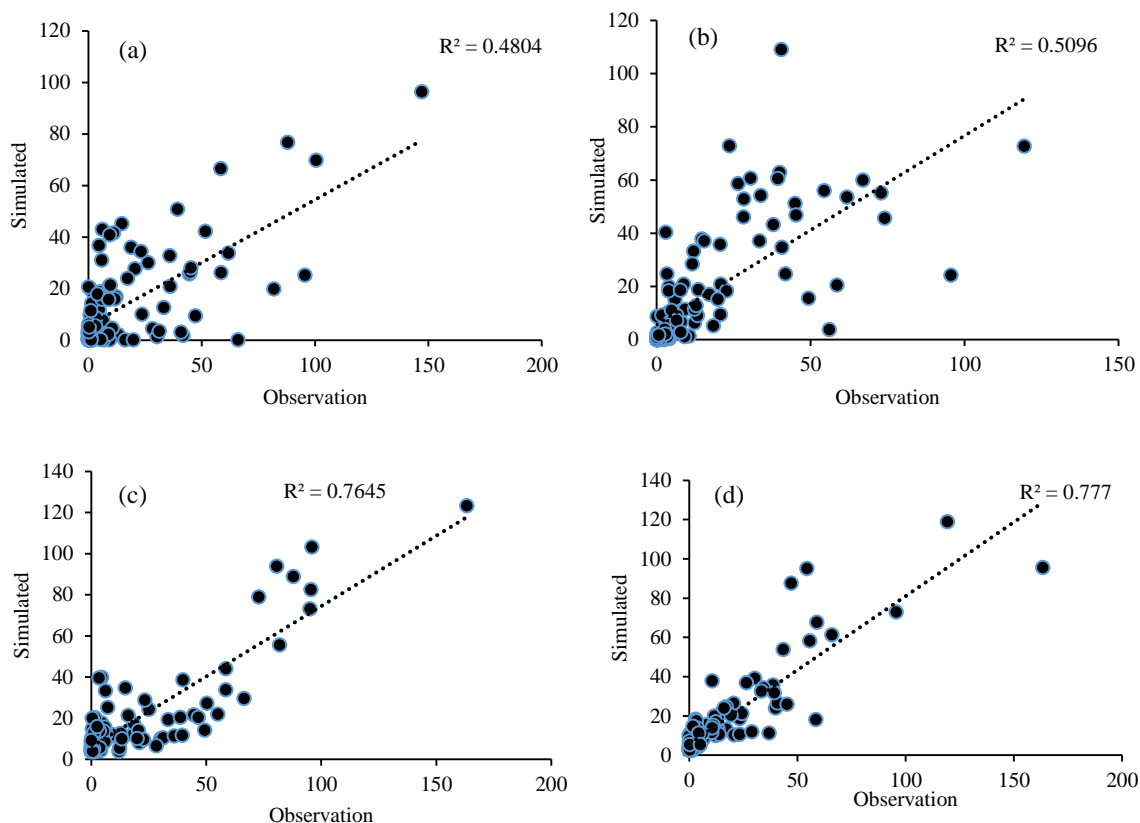 (a)
R² = 0.4804
120
100
80
60
40
20
0
Simulated
0 50 100 150 200
Observation
(b)
R² = 0.5096
120
100
80
60
40
20
0
Simulated
0 50 100 150
Observation
(c)
R² = 0.7645
140
120
100
80
60
40
20
0
Simulated
0 50 100 150 200
Observation
(d)
R² = 0.777
140
120
100
80
60
40
20
0
Simulated
0 50 100 150 200
Observation